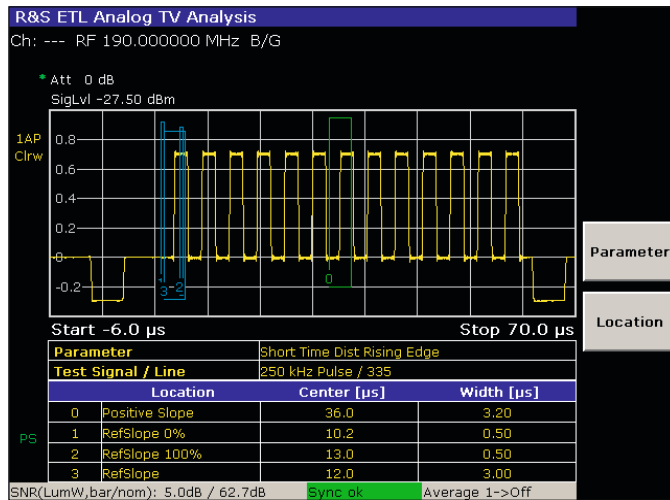 R&S ETL Analog TV Analysis
Ch: --- RF 190.000000 MHz B/G
* Att 0 dB
SigLvl -27.50 dBm
1AP
Clrw
0.8
0.6
0.4
0.2
0
-0.2
3 2
0
Start -6.0 µs Stop 70.0 µs
Parameter
Location
Parameter Short Time Dist Rising Edge
Test Signal / Line 250 kHz Pulse / 335
Location Center [µs] Width [µs]
0 Positive Slope 36.0 3.20
1 RefSlope 0% 10.2 0.50
2 RefSlope 100% 13.0 0.50
3 RefSlope 12.0 3.00
PS
SNR(LumW,bar/nom): 5.0dB / 62.7dB Sync ok Average 1->Off